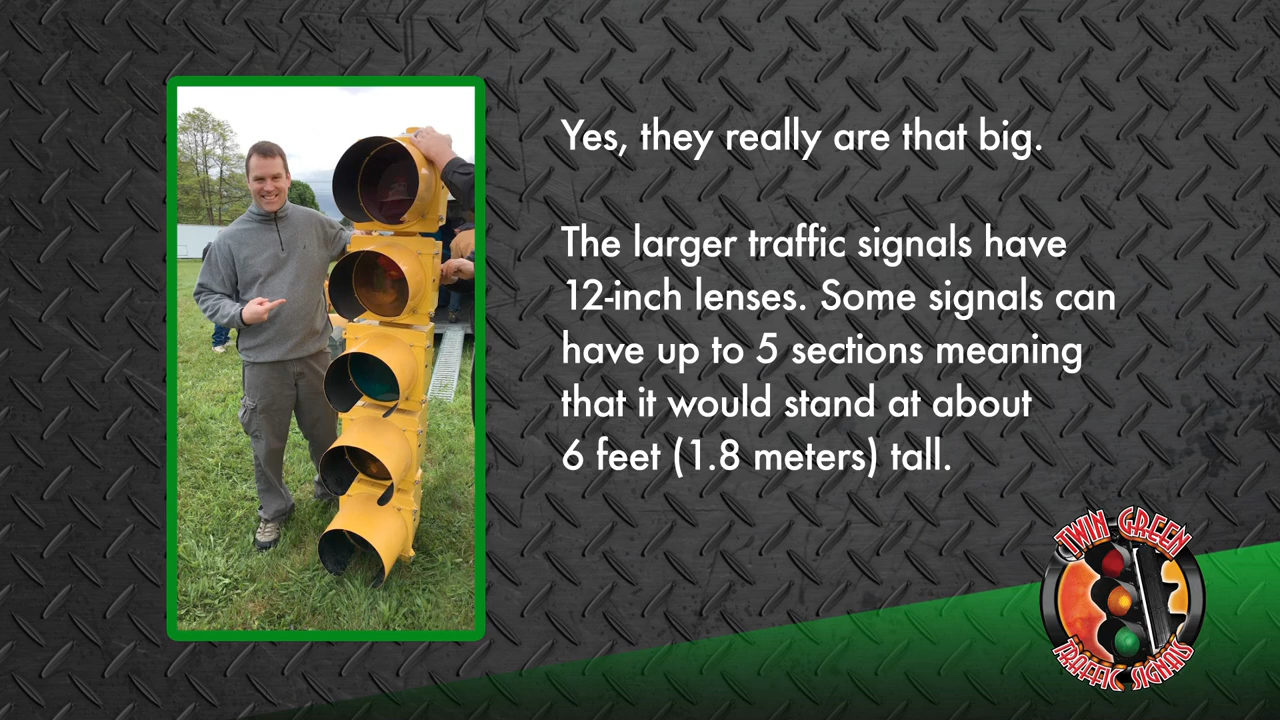 Yes, they really are that big.
The larger traffic signals have
12-inch lenses. Some signals can
have up to 5 sections meaning
that it would stand at about
6 feet (1.8 meters) tall.
TWIN GREEN
TRAFFIC SIGNALS